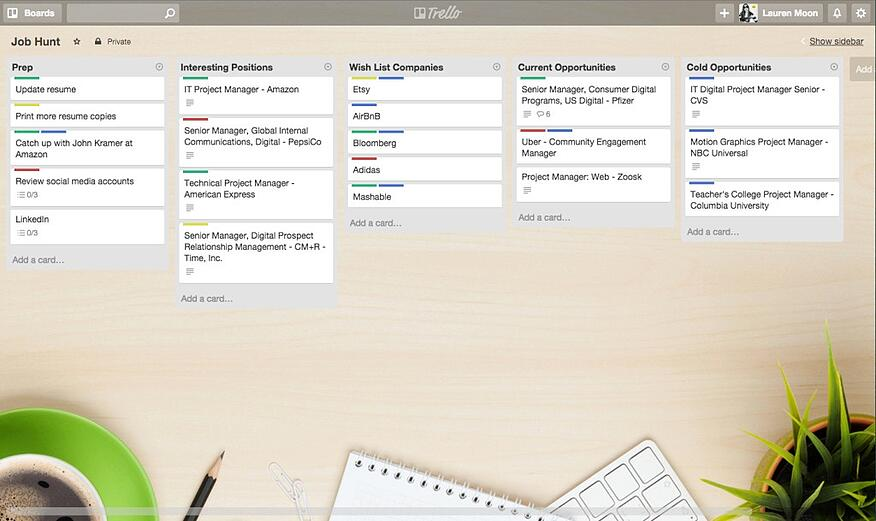 Boards
Trello
Lauren Moon
Job Hunt
Private
Show sidebar
Prep
Update resume
Print more resume copies
Catch up with John Kramer at
Amazon
Review social media accounts
0/3
LinkedIn
0/3
Add a card…
Interesting Positions
IT Project Manager - Amazon
Senior Manager, Global Internal
Communications, Digital - PepsiCo
Technical Project Manager -
American Express
Senior Manager, Digital Prospect
Relationship Management - CM+R -
Time, Inc.
Add a card…
Wish List Companies
Etsy
AirBnB
Bloomberg
Adidas
Mashable
Add a card…
Current Opportunities
Senior Manager, Consumer Digital
Programs, US Digital - Pfizer
6
Uber - Community Engagement
Manager
Project Manager: Web - Zoosk
Add a card…
Cold Opportunities
IT Digital Project Manager Senior -
CVS
Motion Graphics Project Manager -
NBC Universal
Teacher's College Project Manager -
Columbia University
Add a card…
Add